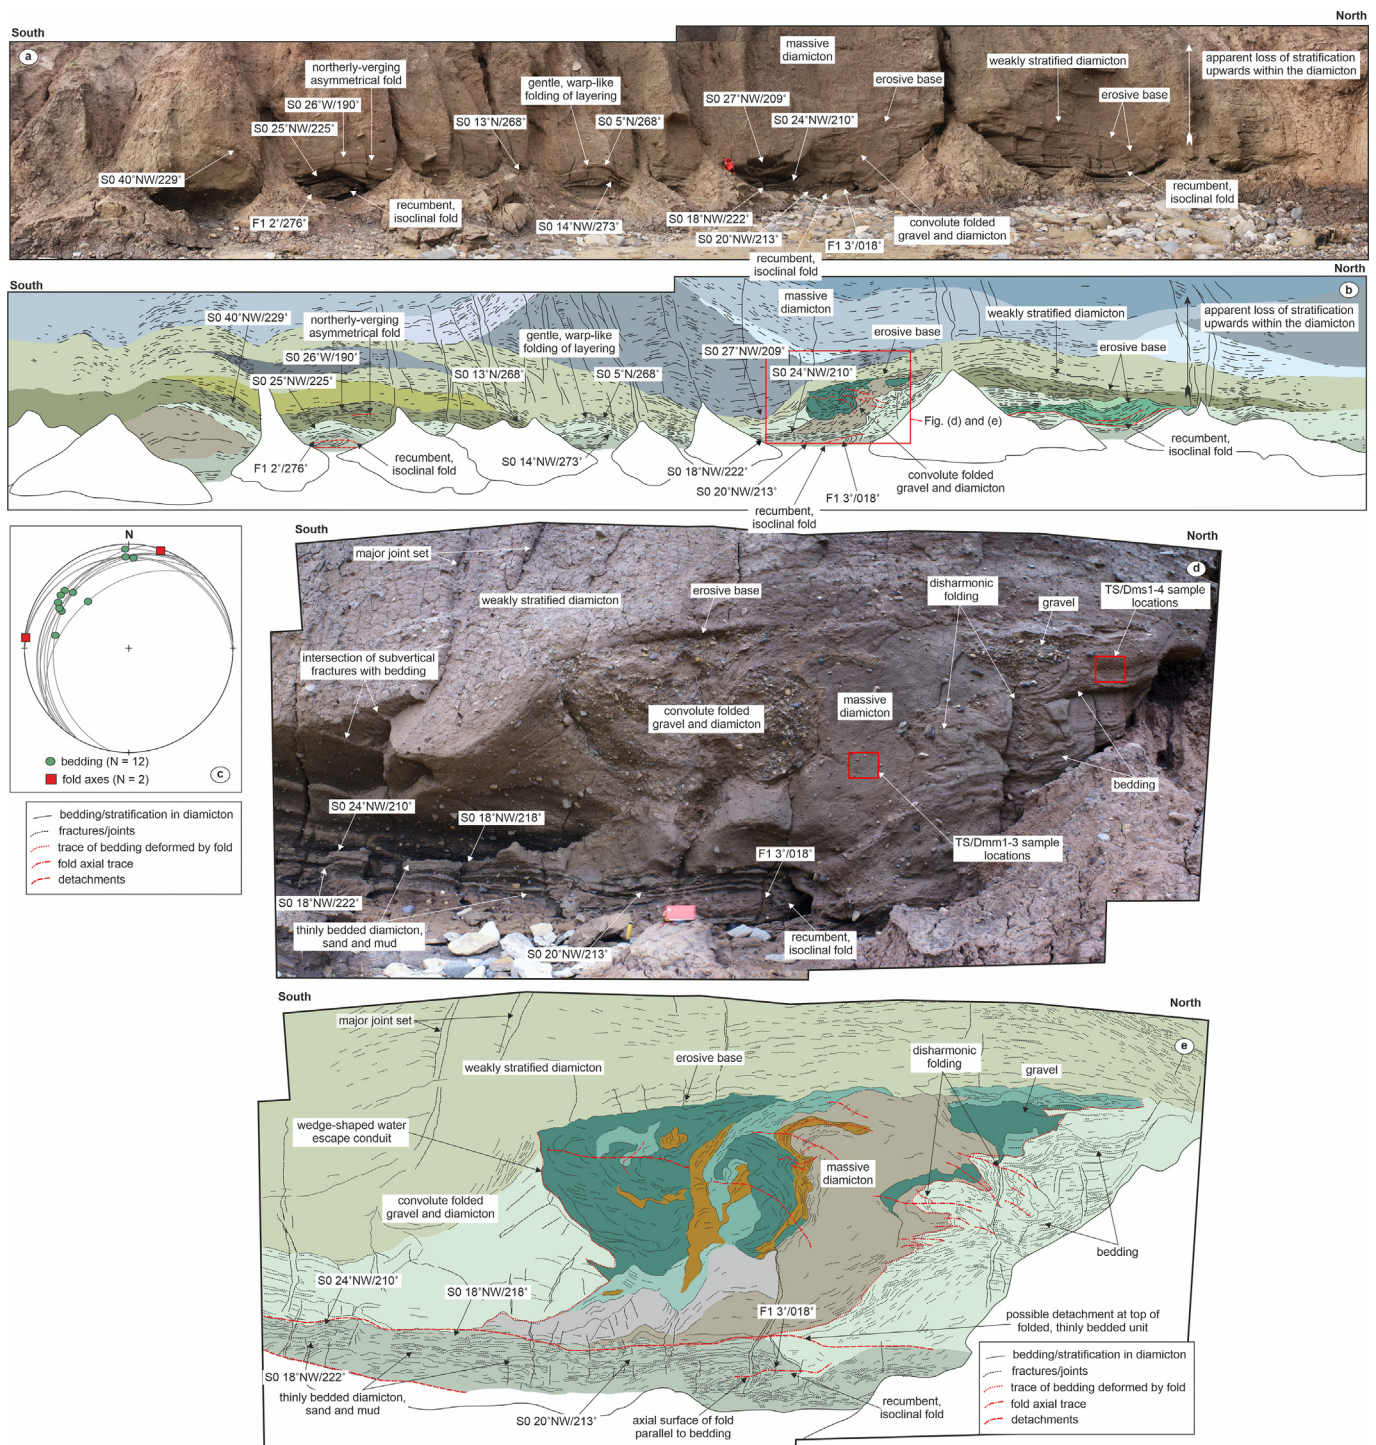 South
North
a
massive
diamicton
northerly-verging
asymmetrical fold
weakly stratified diamicton
apparent loss of stratification
upwards within the diamicton
gentle, warp-like
folding of layering
erosive base
S0 26˚W/190˚
S0 27˚NW/209˚
erosive base
S0 25˚NW/225˚
S0 13˚N/268˚
S0 5˚N/268˚
S0 24˚NW/210˚
S0 40˚NW/229˚
recumbent,
isoclinal fold
recumbent,
isoclinal fold
F1 2˚/276˚
S0 14˚NW/273˚
S0 18˚NW/222˚
S0 20˚NW/213˚
F1 3˚/018˚
convolute folded
gravel and diamicton
recumbent,
isoclinal fold
South
North
b
massive
diamicton
S0 40˚NW/229˚
northerly-verging
asymmetrical fold
gentle, warp-like
folding of layering
erosive base
weakly stratified diamicton
apparent loss of stratification
upwards within the diamicton
S0 26˚W/190˚
S0 27˚NW/209˚
erosive base
S0 25˚NW/225˚
S0 13˚N/268˚
S0 5˚N/268˚
S0 24˚NW/210˚
Fig. (d) and (e)
F1 2˚/276˚
recumbent,
isoclinal fold
S0 14˚NW/273˚
S0 18˚NW/222˚
S0 20˚NW/213˚
F1 3˚/018˚
convolute folded
gravel and diamicton
recumbent,
isoclinal fold
recumbent,
isoclinal fold
N
bedding (N = 12)
fold axes (N = 2)
c
bedding/stratification in diamicton
fractures/joints
trace of bedding deformed by fold
fold axial trace
detachments
South
North
d
major joint set
weakly stratified diamicton
erosive base
disharmonic
folding
gravel
TS/Dms1-4 sample
locations
intersection of subvertical
fractures with bedding
convolute folded
gravel and diamicton
massive
diamicton
bedding
S0 24˚NW/210˚
S0 18˚NW/218˚
TS/Dmm1-3 sample
locations
F1 3˚/018˚
S0 18˚NW/222˚
thinly bedded diamicton,
sand and mud
S0 20˚NW/213˚
recumbent,
isoclinal fold
South
North
e
major joint set
weakly stratified diamicton
erosive base
disharmonic
folding
gravel
wedge-shaped water
escape conduit
massive
diamicton
convolute folded
gravel and diamicton
bedding
S0 24˚NW/210˚
S0 18˚NW/218˚
F1 3˚/018˚
possible detachment at top of
folded, thinly bedded unit
S0 18˚NW/222˚
thinly bedded diamicton,
sand and mud
S0 20˚NW/213˚
axial surface of fold
parallel to bedding
recumbent,
isoclinal fold
bedding/stratification in diamicton
fractures/joints
trace of bedding deformed by fold
fold axial trace
detachments